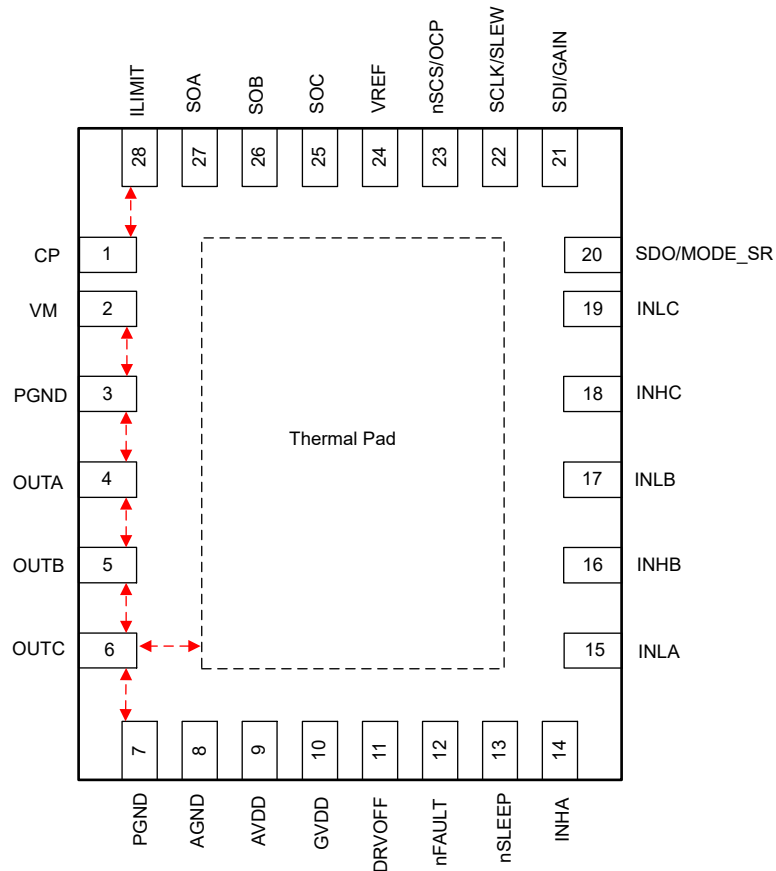 ILIMIT
SOA
SOB
SOC
VREF
nSCS/OCP
SCLK/SLEW
SDI/GAIN
28
27
26
25
24
23
22
21
CP
1
20
SDO/MODE_SR
VM
2
19
INLC
PGND
3
18
INHC
Thermal Pad
OUTA
4
17
INLB
OUTB
5
16
INHB
OUTC
6
15
INLA
7
8
9
10
11
12
13
14
PGND
AGND
AVDD
GVDD
DRVOFF
nFAULT
nSLEEP
INHA